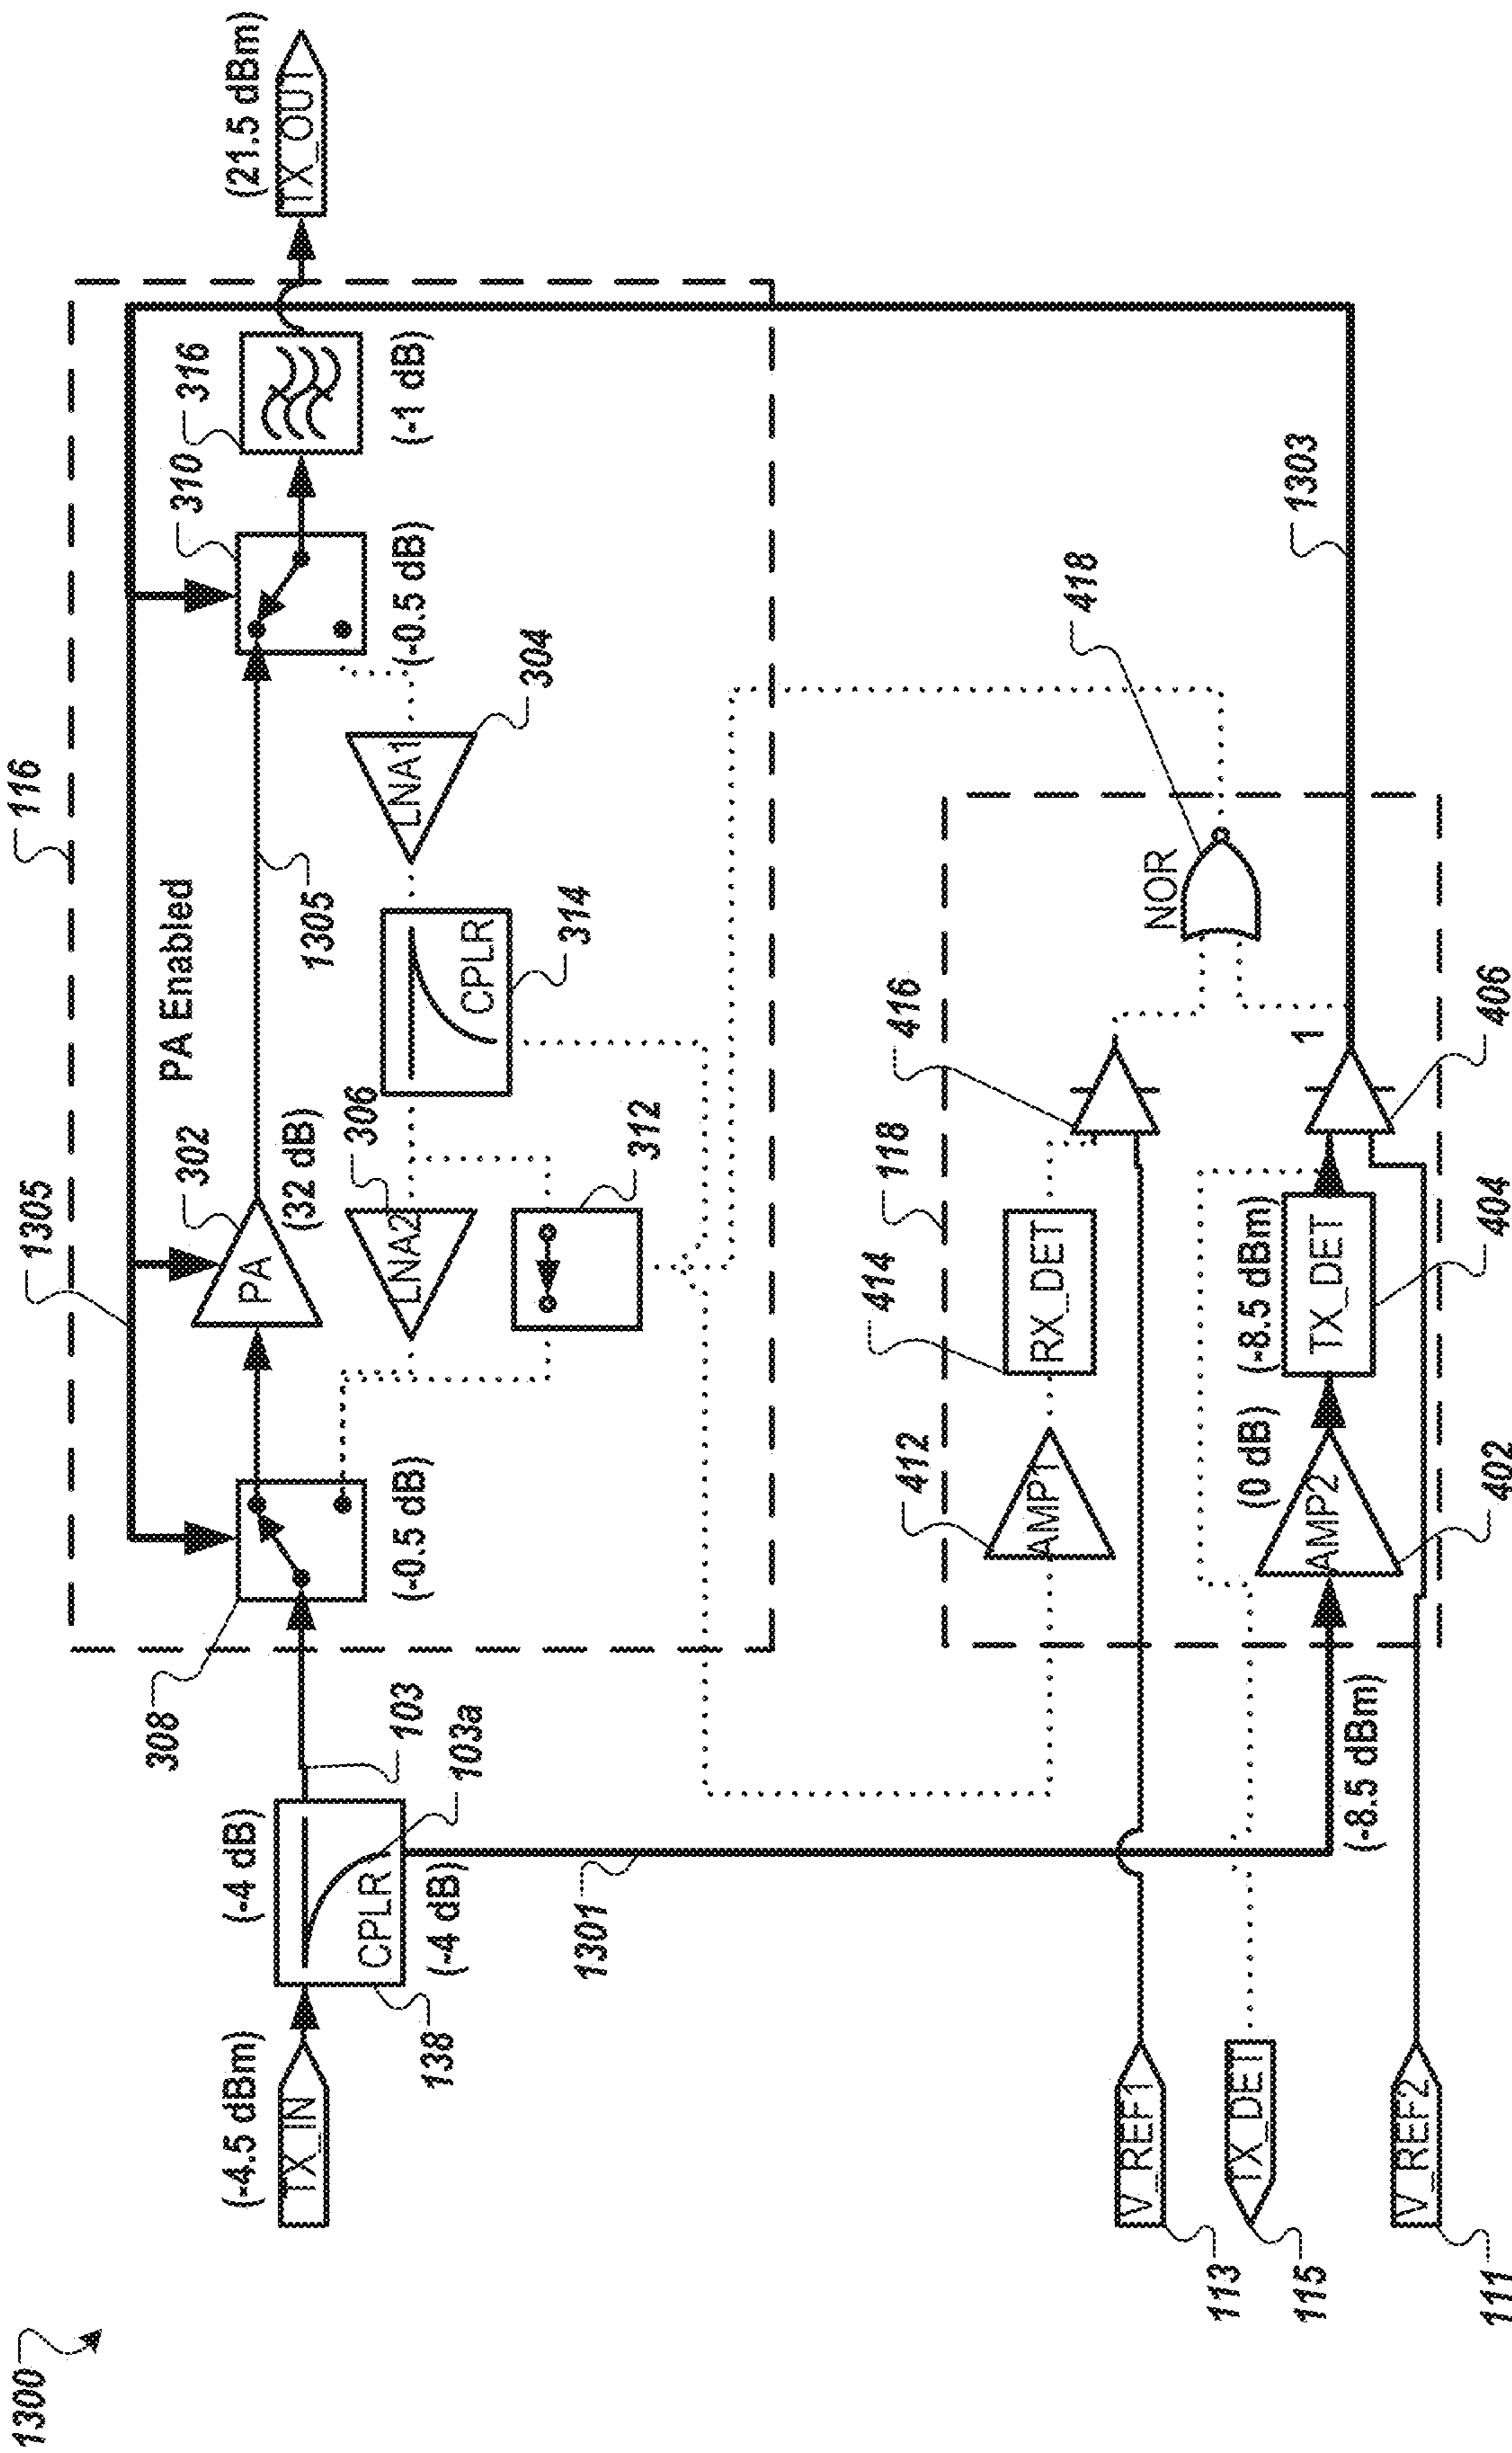 1300
116
1305
PA Enabled
302
PA
(32 dB)
1305
310
316
(21.5 dBm)
TX_OUT
(-0.5 dB)
(-1 dB)
(-4.5 dBm)
TX_IN
(-4 dB)
CPLR
(-4 dB)
138
103
103a
308
(-0.5 dB)
306
LNA2
312
CPLR
314
LNA1
304
1301
118
412
AMP1
414
RX_DET
416
NOR
418
1303
V_REF1
113
TX_DET
115
V_REF2
111
(-8.5 dBm)
(0 dB)
AMP2
402
(-8.5 dBm)
TX_DET
404
1
406